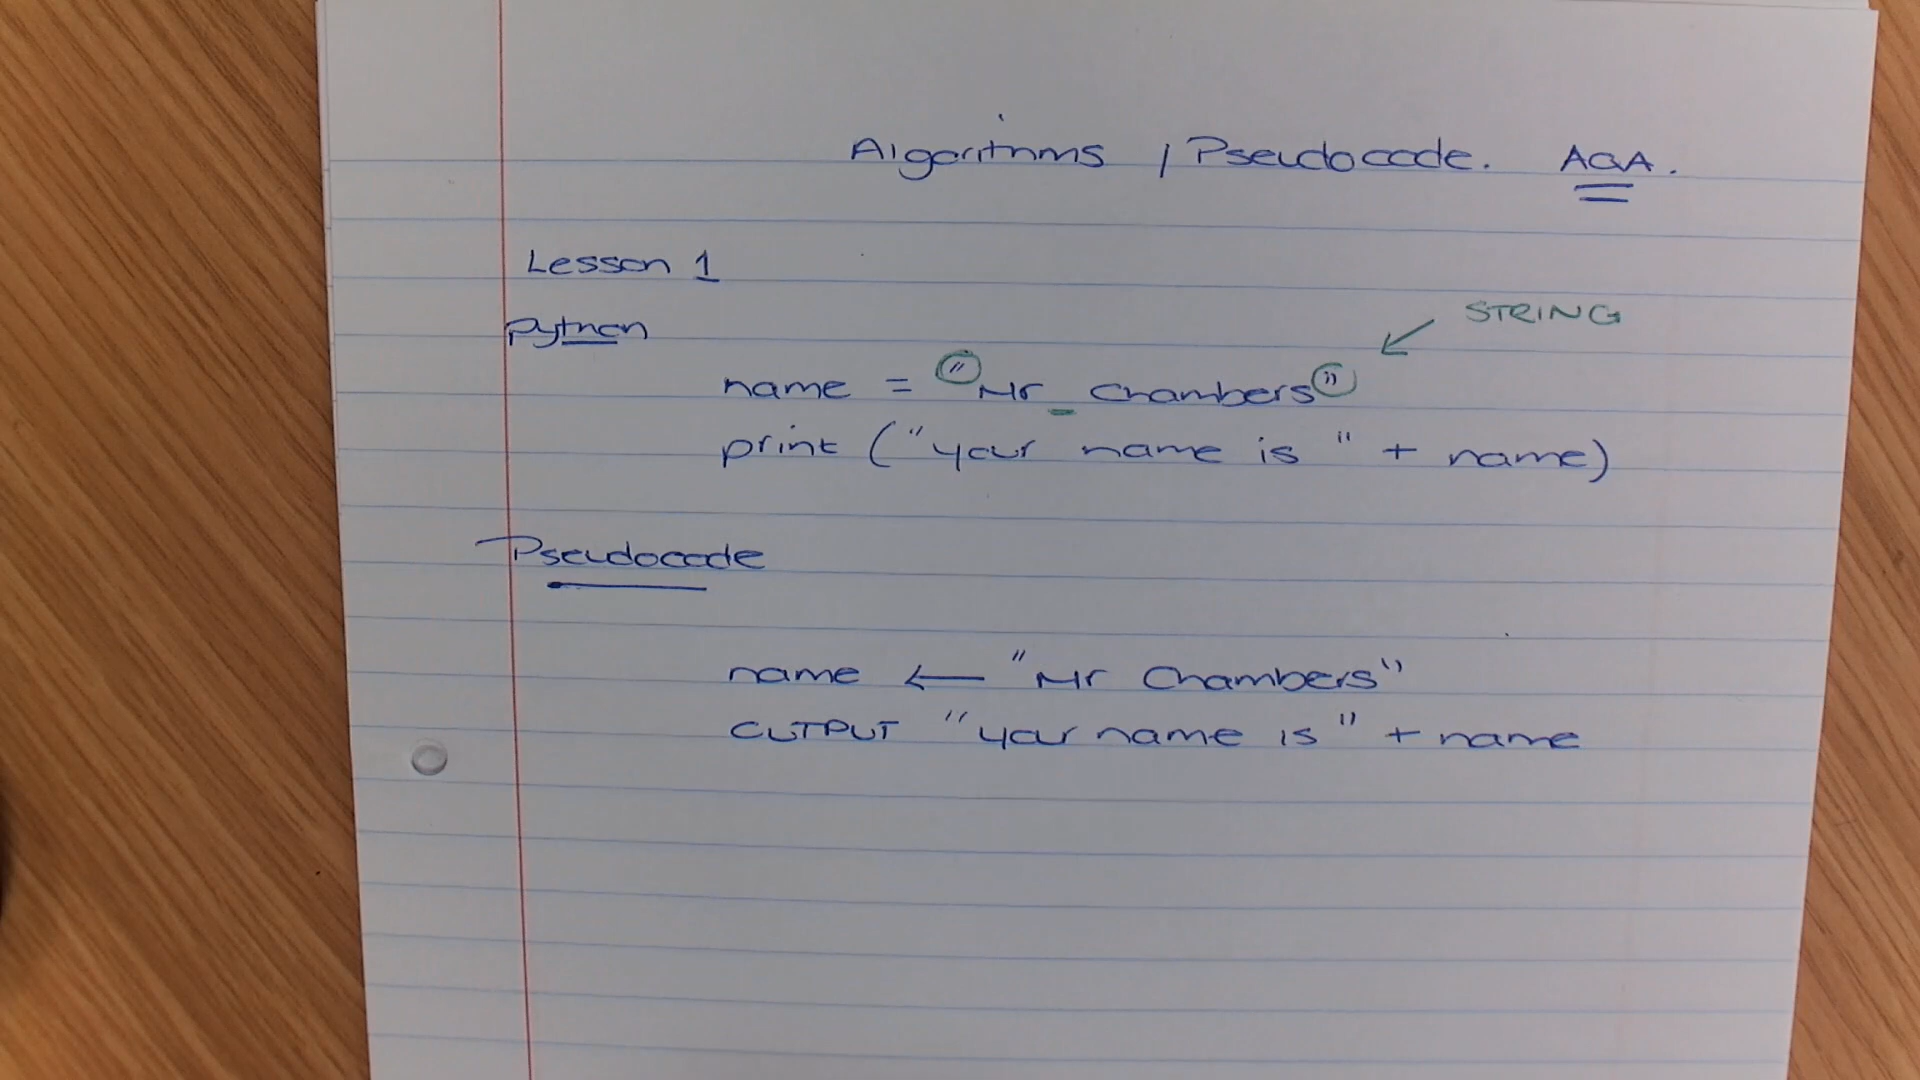 Algorithms / Pseudocode. AQA.
Lesson 1
Python
STRING
name = "Mr Chambers"
print ("your name is " + name)
Pseudocode
name ← "Mr Chambers"
OUTPUT "your name is " + name